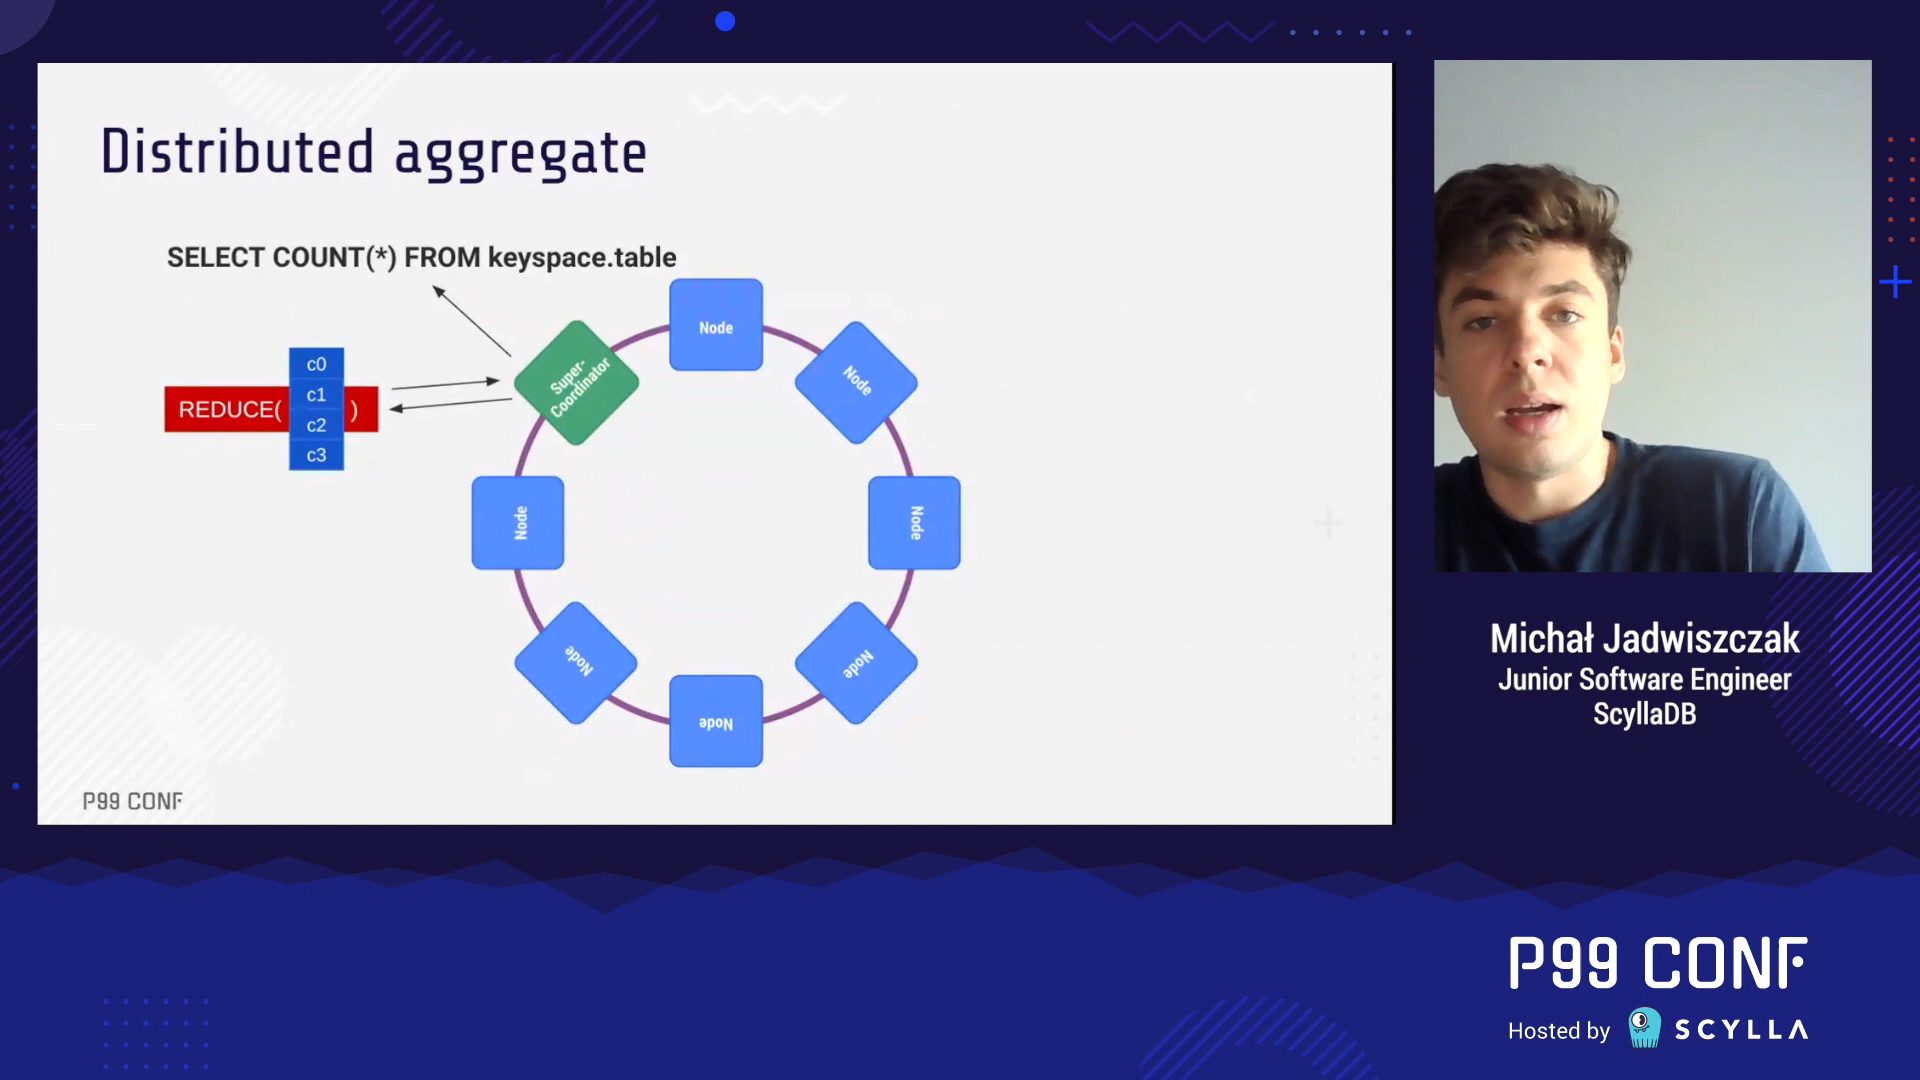 Distributed aggregate
SELECT COUNT(*) FROM keyspace.table
Node
Super-
Coordinator
Node
c0
c1
REDUCE( )
c2
c3
Node
Node
Node
Node
Node
P99 CONF
Michał Jadwiszczak
Junior Software Engineer
ScyllaDB
P99 CONF
Hosted by SCYLLA